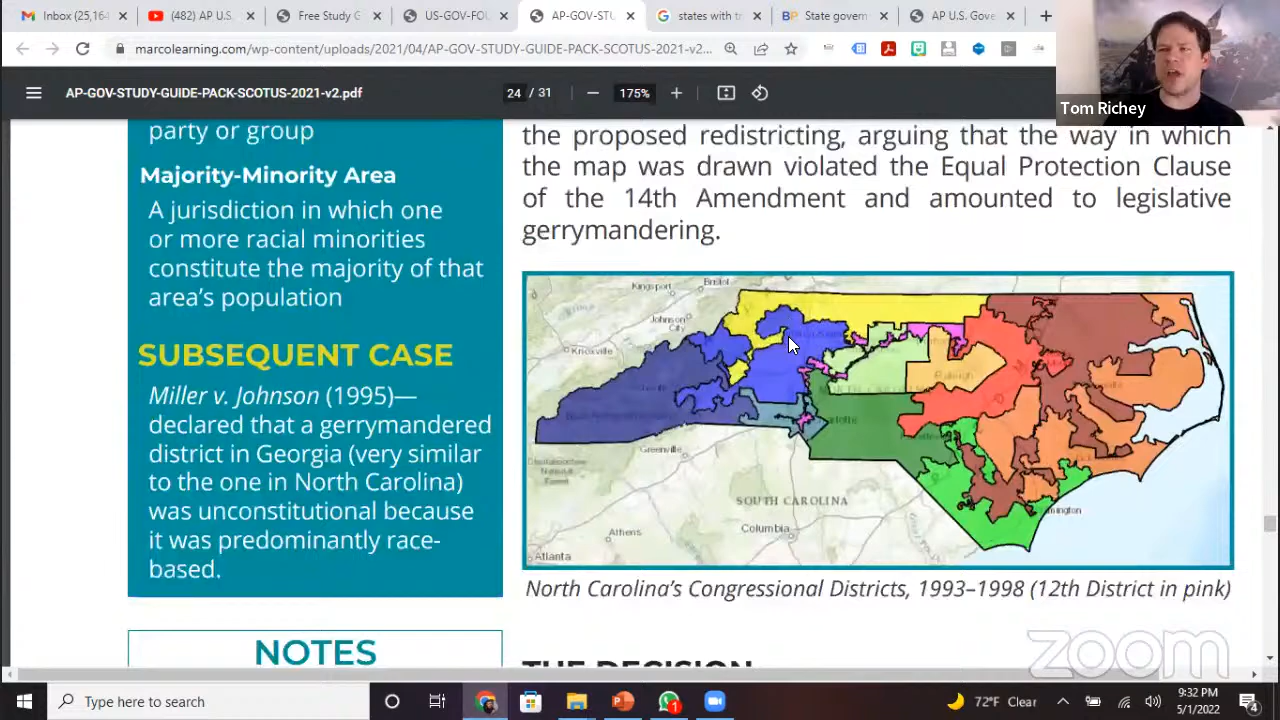 Inbox (25,164
(482) AP U.S.
Free Study G
US-GOV-FOU
AP-GOV-STU
states with t
State govern
AP U.S. Gove
marcolearning.com/wp-content/uploads/2021/04/AP-GOV-STUDY-GUIDE-PACK-SCOTUS-2021-v2...
Tom Richey
AP-GOV-STUDY-GUIDE-PACK-SCOTUS-2021-v2.pdf
24 / 31
175%
party or group
Majority-Minority Area
A jurisdiction in which one
or more racial minorities
constitute the majority of that
area's population
SUBSEQUENT CASE
Miller v. Johnson (1995)—
declared that a gerrymandered
district in Georgia (very similar
to the one in North Carolina)
was unconstitutional because
it was predominantly race-
based.
NOTES
the proposed redistricting, arguing that the way in which
the map was drawn violated the Equal Protection Clause
of the 14th Amendment and amounted to legislative
gerrymandering.
Kingsport
Bristol
Johnson
City
Knoxville
NORTH CAROLINA
Raleigh
Greenville
SOUTH CAROLINA
Columbia
Athens
Atlanta
North Carolina's Congressional Districts, 1993–1998 (12th District in pink)
THE DECISION
zoom
Type here to search
72°F Clear
9:32 PM
5/1/2022
4